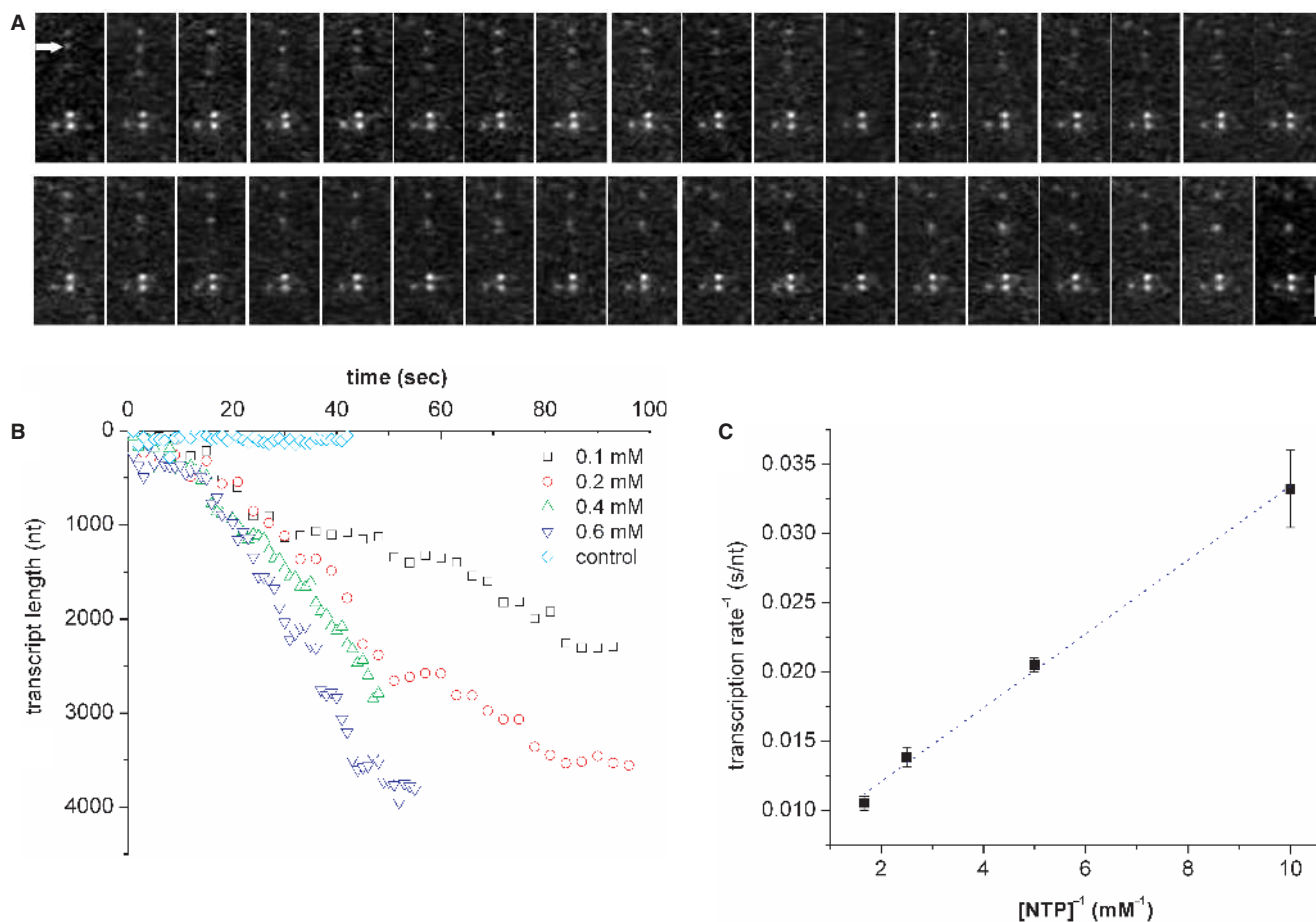 A
B
time (sec)
0 20 40 60 80 100
0
1000
2000
3000
4000
transcript length (nt)
0.1 mM
0.2 mM
0.4 mM
0.6 mM
control
C
0.035
0.030
0.025
0.020
0.015
0.010
transcription rate⁻¹ (s/nt)
2 4 6 8 10
[NTP]⁻¹ (mM⁻¹)